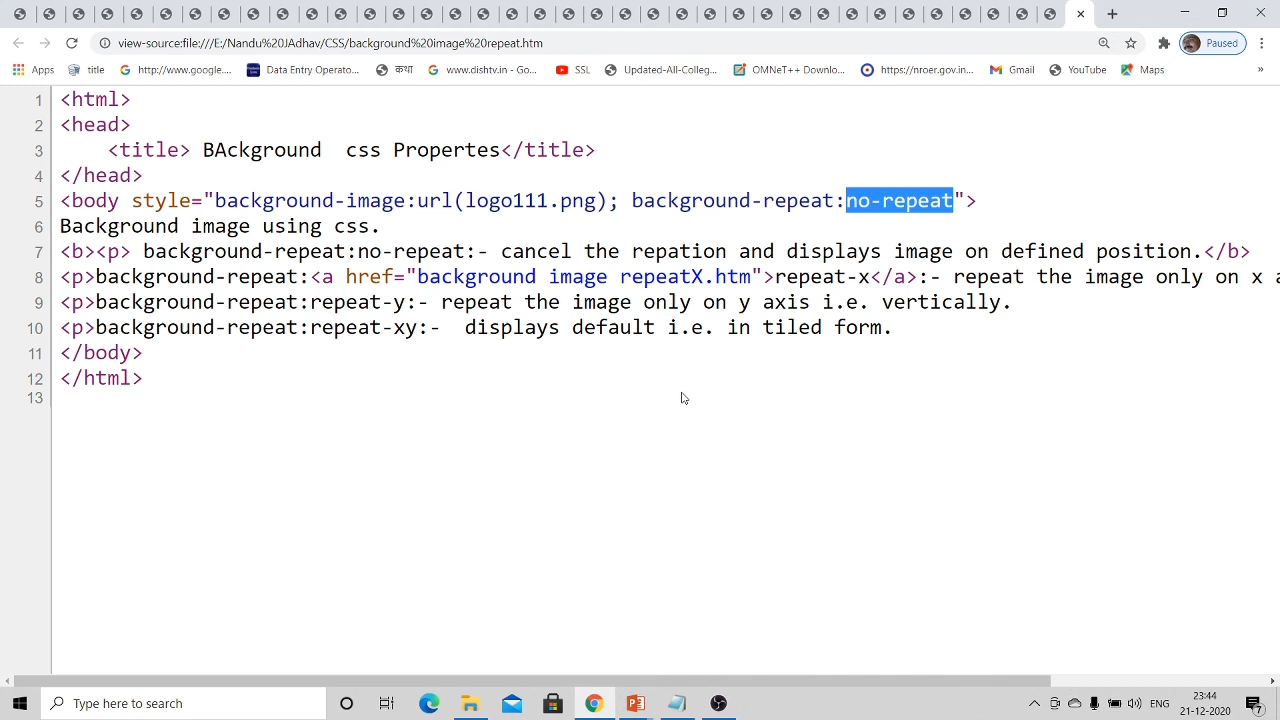 view-source:file:///E:/Nandu%20JAdhav/CSS/background%20image%20repeat.htm
Paused
Apps title http://www.google... Data Entry Operato... कथा www.dishtv.in - Go... SSL Updated-All-Deg... OMNeT++ Downlo... https://nroer.gov.in... Gmail YouTube Maps »
1 <html>
2 <head>
3 <title> BAckground css Propertes</title>
4 </head>
5 <body style="background-image:url(logo111.png); background-repeat:no-repeat">
6 Background image using css.
7 <b><p> background-repeat:no-repeat:- cancel the repation and displays image on defined position.</b>
8 <p>background-repeat:<a href="background image repeatX.htm">repeat-x</a>:- repeat the image only on x a
9 <p>background-repeat:repeat-y:- repeat the image only on y axis i.e. vertically.
10 <p>background-repeat:repeat-xy:- displays default i.e. in tiled form.
11 </body>
12 </html>
13
Type here to search
ENG
23:44
21-12-2020
7